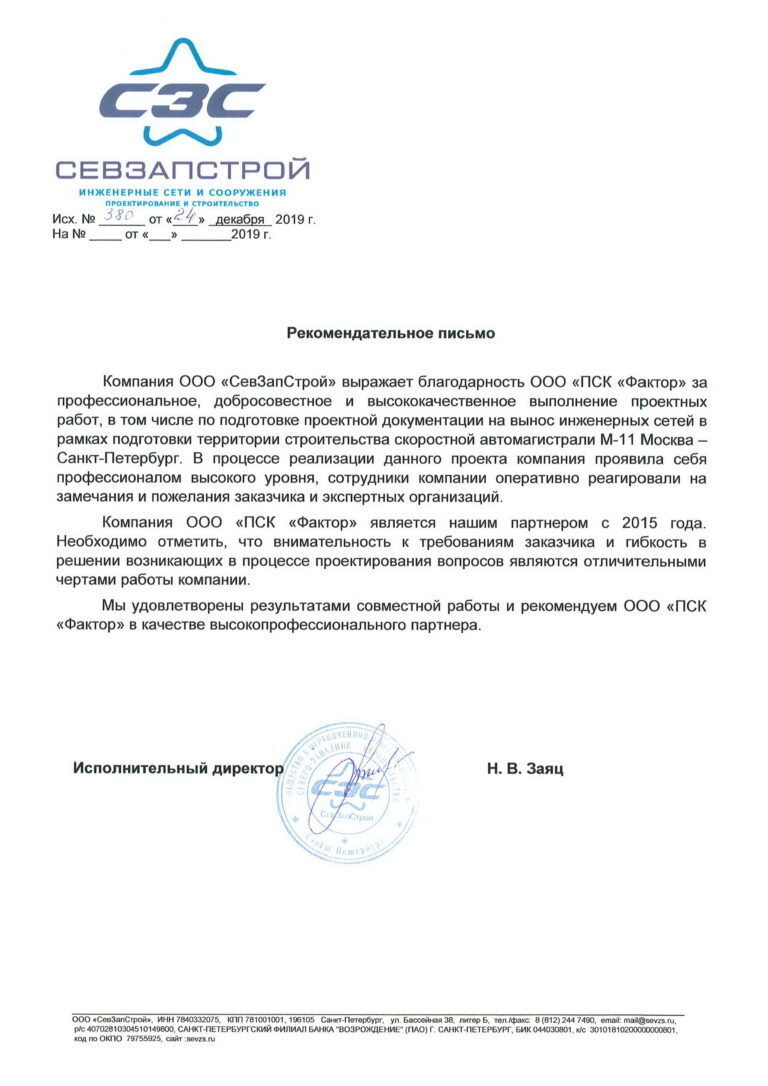 СЗС
СЕВЗАПСТРОЙ
ИНЖЕНЕРНЫЕ СЕТИ И СООРУЖЕНИЯ
ПРОЕКТИРОВАНИЕ И СТРОИТЕЛЬСТВО
Исх. № 380 от «24» декабря 2019 г.
На № _____ от «___» _______2019 г.
Рекомендательное письмо
Компания ООО «СевЗапСтрой» выражает благодарность ООО «ПСК «Фактор» за
профессиональное, добросовестное и высококачественное выполнение проектных
работ, в том числе по подготовке проектной документации на вынос инженерных сетей в
рамках подготовки территории строительства скоростной автомагистрали М-11 Москва –
Санкт-Петербург. В процессе реализации данного проекта компания проявила себя
профессионалом высокого уровня, сотрудники компании оперативно реагировали на
замечания и пожелания заказчика и экспертных организаций.
Компания ООО «ПСК «Фактор» является нашим партнером с 2015 года.
Необходимо отметить, что внимательность к требованиям заказчика и гибкость в
решении возникающих в процессе проектирования вопросов являются отличительными
чертами работы компании.
Мы удовлетворены результатами совместной работы и рекомендуем ООО «ПСК
«Фактор» в качестве высокопрофессионального партнера.
Исполнительный директор Н. В. Заяц
СЗС
СевЗапСтрой
Санкт-Петербург
ООО «СевЗапСтрой», ИНН 7840332075, КПП 781001001, 196105 Санкт-Петербург, ул. Бассейная 38, литер Б, тел./факс: 8 (812) 244 7490, email: mail@sevzs.ru,
р/с 40702810304510149800, САНКТ-ПЕТЕРБУРГСКИЙ ФИЛИАЛ БАНКА "ВОЗРОЖДЕНИЕ" (ПАО) Г. САНКТ-ПЕТЕРБУРГ, БИК 044030801, к/с 30101810200000000801,
код по ОКПО 79755925, сайт :sevzs.ru